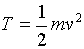 T = 1/2 mv²